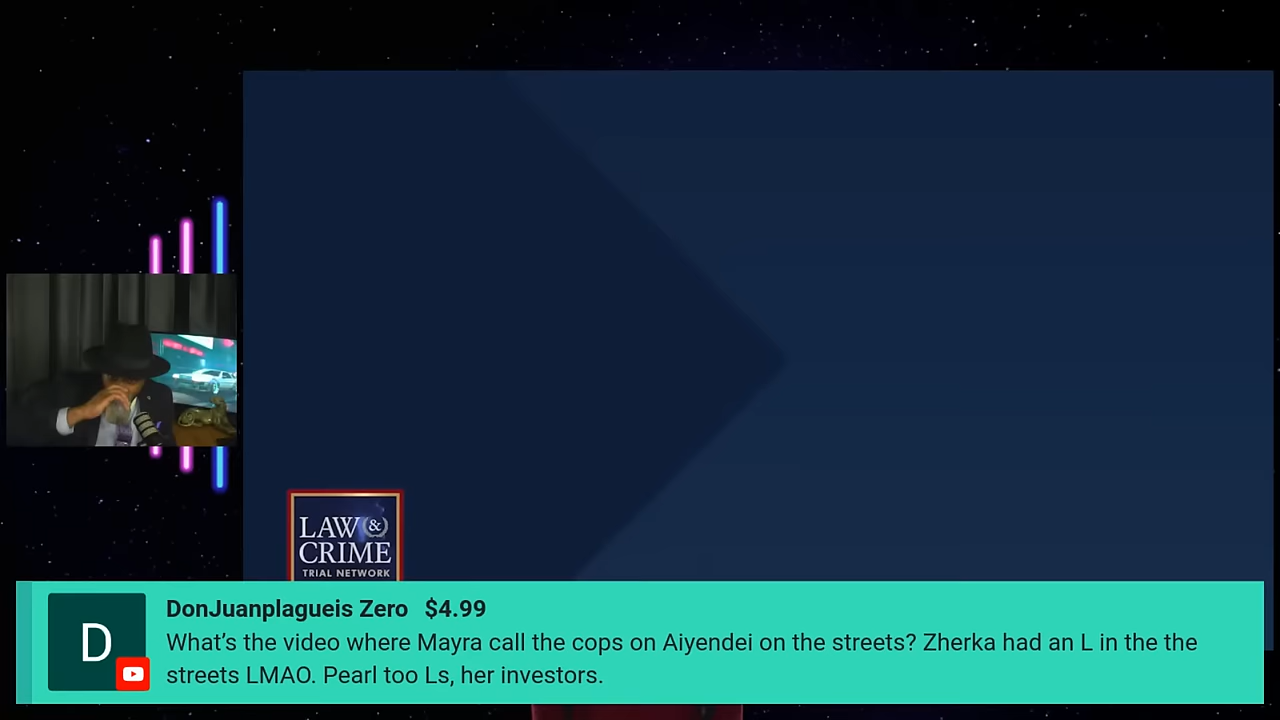 LAW &
CRIME
TRIAL NETWORK
D
DonJuanplagueis Zero $4.99
What’s the video where Mayra call the cops on Aiyendei on the streets? Zherka had an L in the the
streets LMAO. Pearl too Ls, her investors.